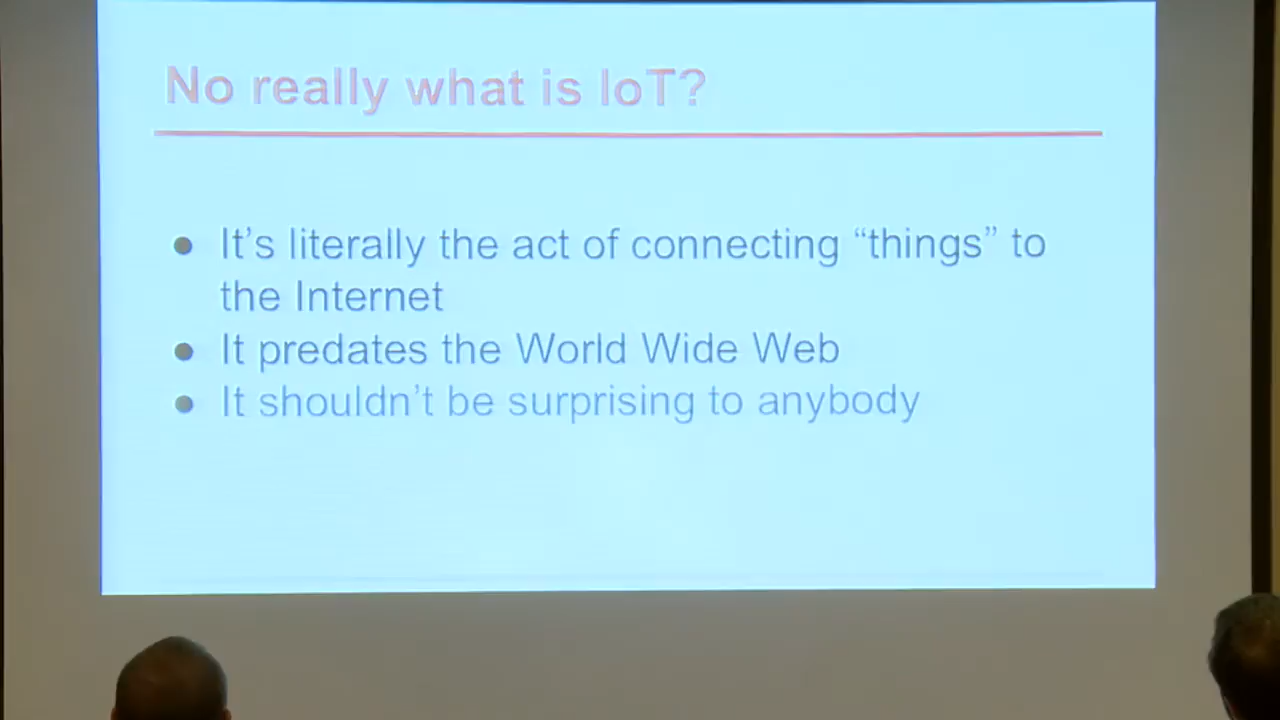 No really what is IoT?
● It's literally the act of connecting “things” to
the Internet
● It predates the World Wide Web
● It shouldn't be surprising to anybody